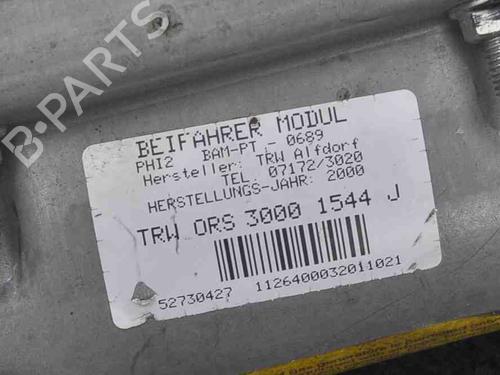 B-PARTS
BEIFAHRER MODUL
PHI2 BAM-PT - 0689
Hersteller: TRW Alfdorf
TEL. 07172/3020
HERSTELLUNGS-JAHR: 2000
TRW ORS 3000 1544 J
52730427 1126400032011021